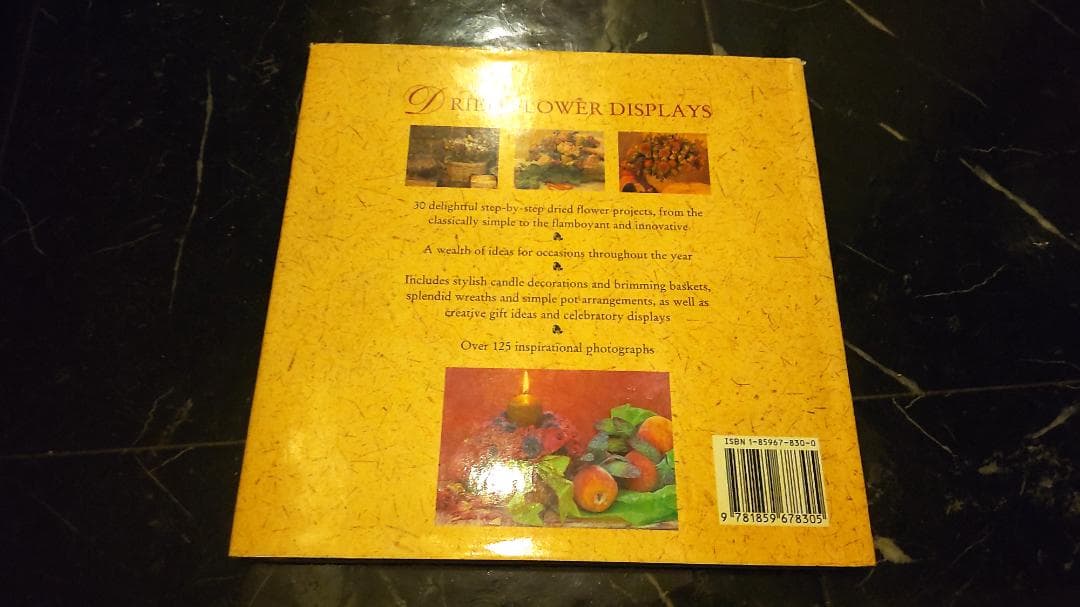 DRIED FLOWER DISPLAYS
30 delightful step-by-step dried flower projects, from the
classically simple to the flamboyant and innovative
A wealth of ideas for occasions throughout the year
Includes stylish candle decorations and brimming baskets,
splendid wreaths and simple pot arrangements, as well as
creative gift ideas and celebratory displays
Over 125 inspirational photographs
ISBN 1-85967-830-0
9 781859 678305